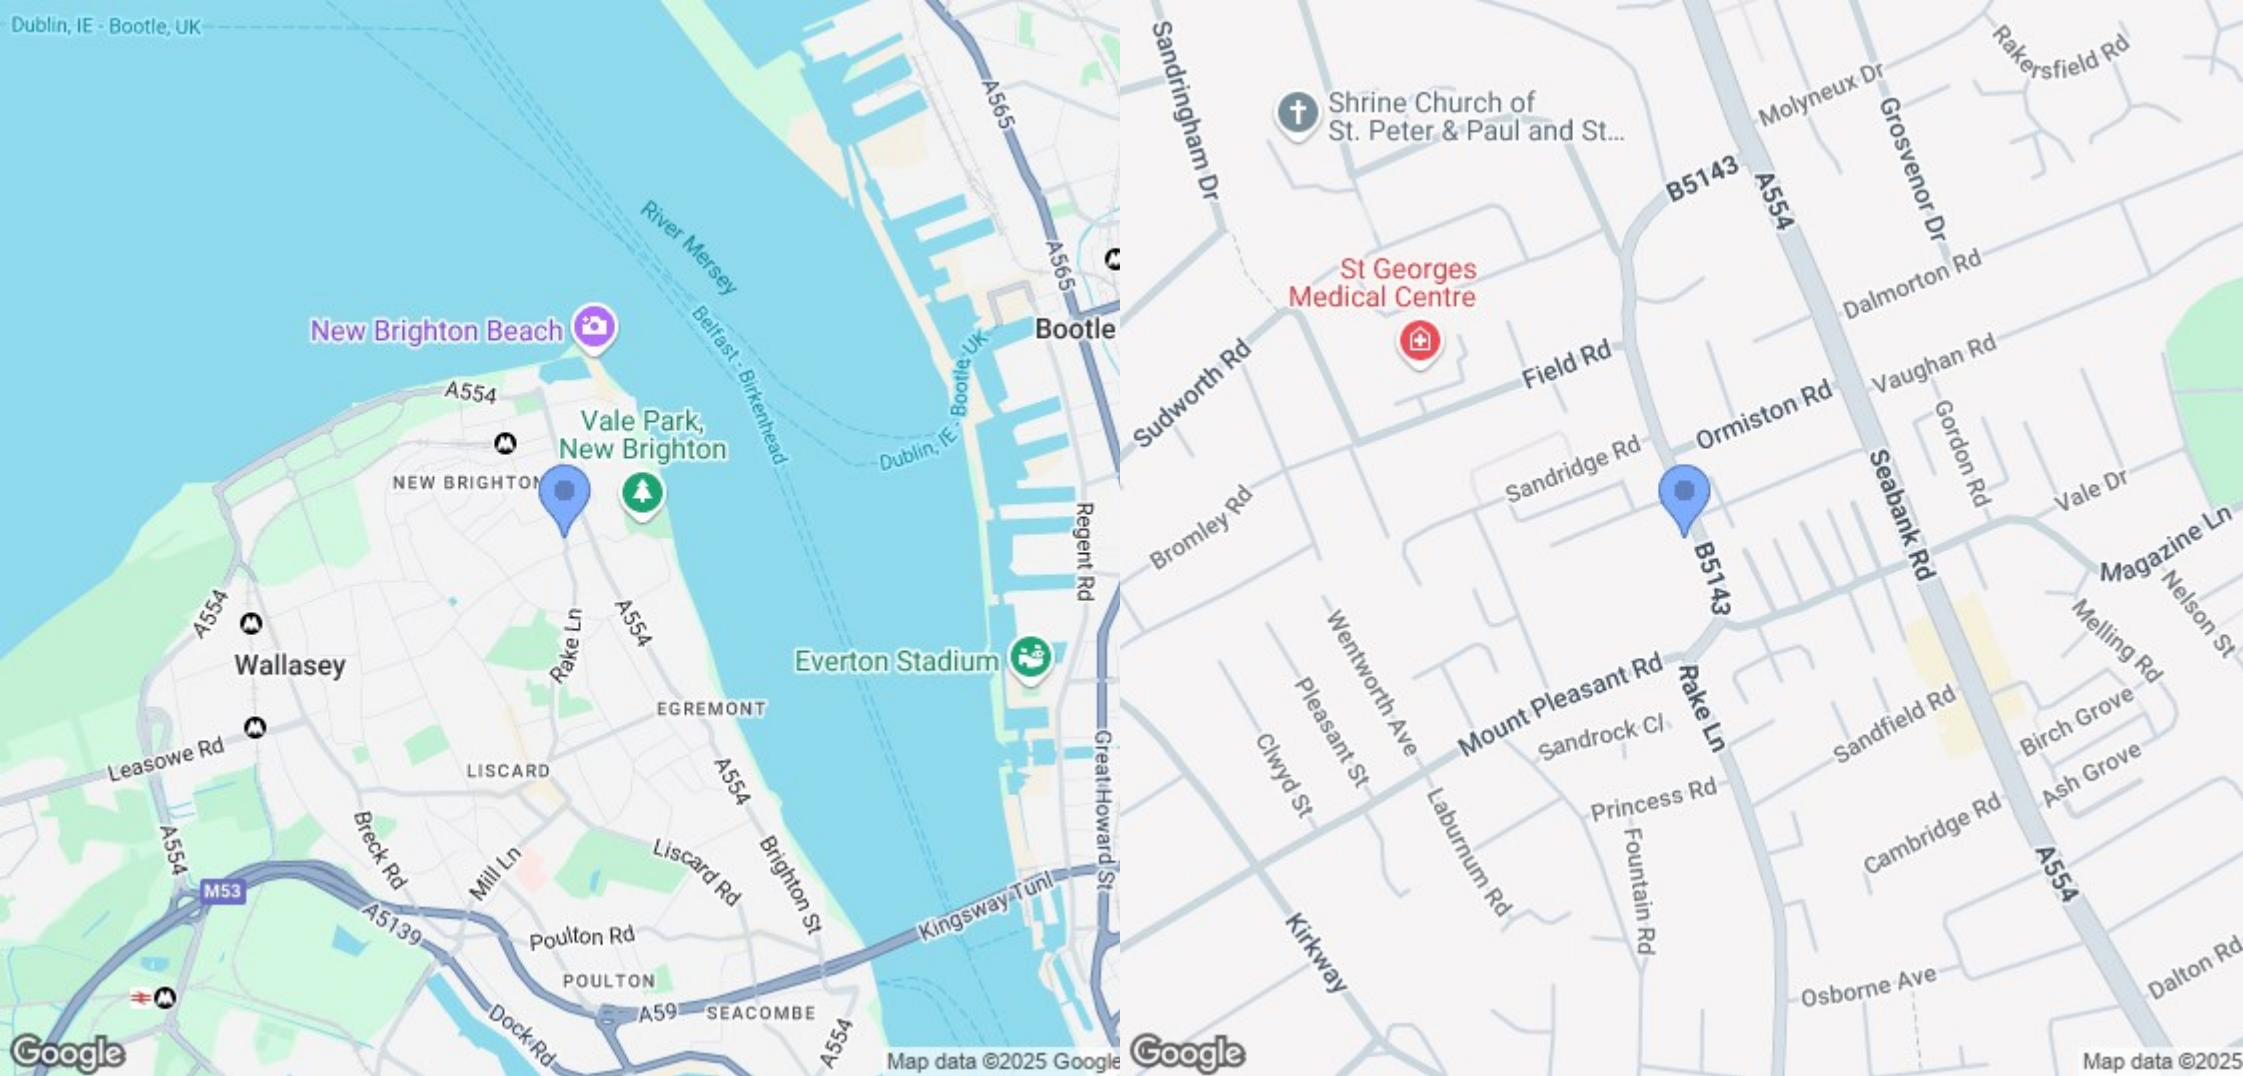 Dublin, IE - Bootle, UK
A565
River Mersey
A565
New Brighton Beach
Belfast - Birkenhead
Bootle
Dublin, IE - Bootle, UK
A554
Vale Park,
New Brighton
NEW BRIGHTON
Regent Rd
A554
Rake Ln
A554
Wallasey
Everton Stadium
EGREMONT
Leasowe Rd
LISCARD
A554
Great Howard St
A554
Breck Rd
Mill Ln
Liscard Rd
Brighton St
M53
A5139
Kingsway Tunl
Poulton Rd
POULTON
A59
SEACOMBE
Dock Rd
A554
Google
Map data ©2025 Google
Sandringham Dr
Shrine Church of
St. Peter & Paul and St...
Molyneux Dr
Rakersfield Rd
Grosvenor Dr
B5143
A554
St Georges
Medical Centre
Dalmorton Rd
Sudworth Rd
Field Rd
Vaughan Rd
Ormiston Rd
Gordon Rd
Sandridge Rd
Bromley Rd
Seabank Rd
Vale Dr
B5143
Magazine Ln
Nelson St
Melling Rd
Wentworth Ave
Pleasant St
Clwyd St
Mount Pleasant Rd
Rake Ln
Sandrock Cl
Sandfield Rd
Birch Grove
Ash Grove
Princess Rd
Cambridge Rd
Laburnum Rd
Fountain Rd
A554
Kirkway
Osborne Ave
Dalton Rd
Google
Map data ©2025